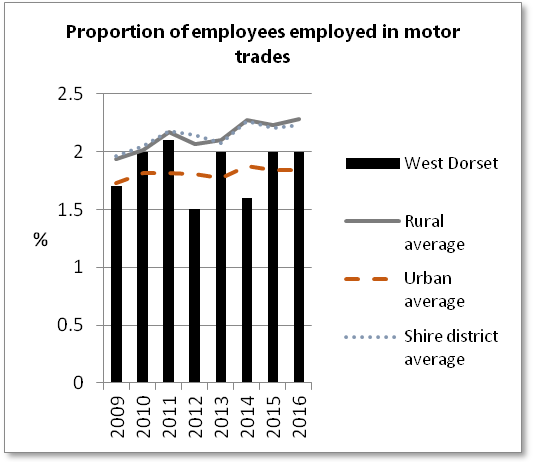 Proportion of employees employed in motor
trades
2.5
2
1.5
1
0.5
0
%
2009
2010
2011
2012
2013
2014
2015
2016
West Dorset
Rural
average
Urban
average
Shire district
average